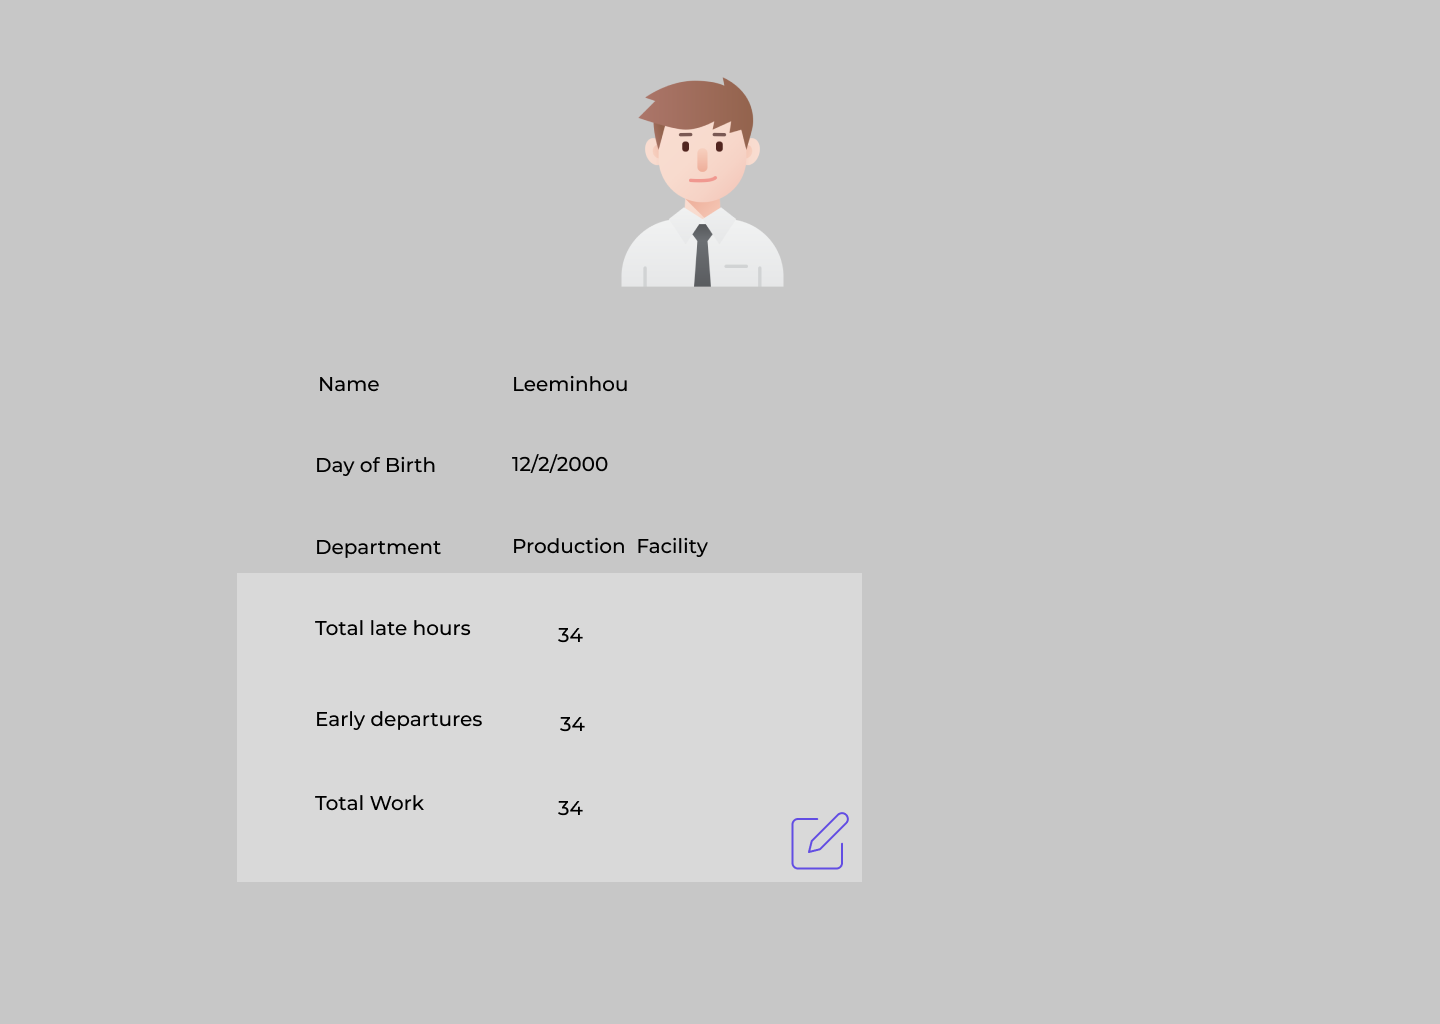 Name Leeminhou
Day of Birth 12/2/2000
Department Production  Facility
Total late hours 34
Early departures 34
Total Work 34